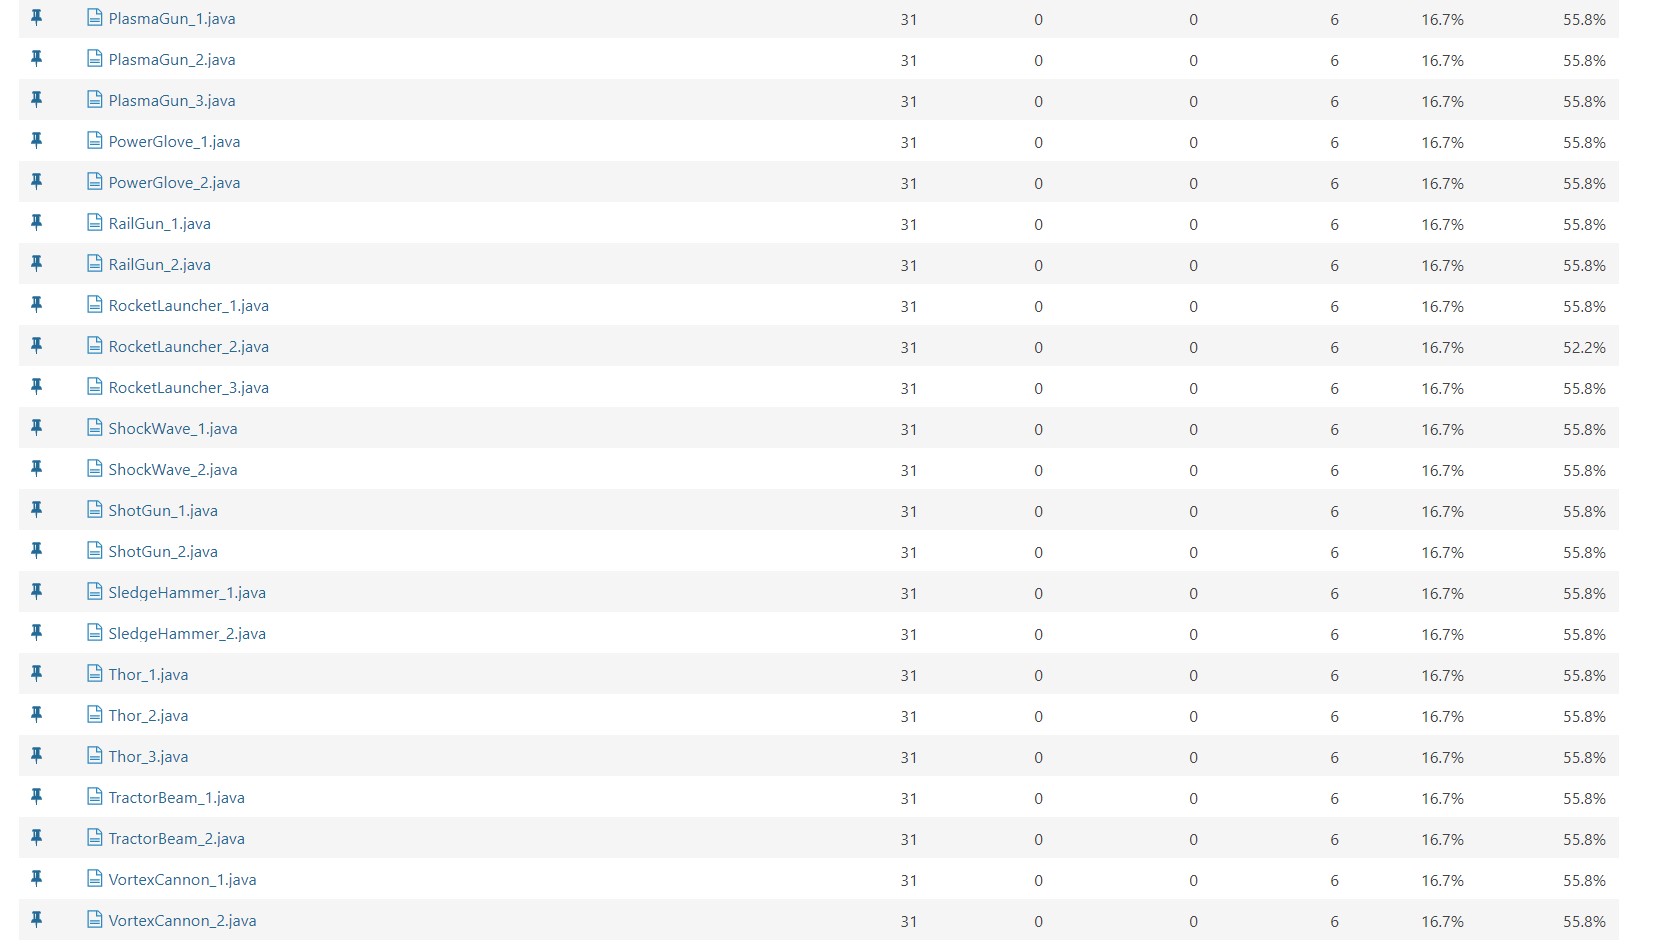 PlasmaGun_1.java 31 0 0 6 16.7% 55.8%
PlasmaGun_2.java 31 0 0 6 16.7% 55.8%
PlasmaGun_3.java 31 0 0 6 16.7% 55.8%
PowerGlove_1.java 31 0 0 6 16.7% 55.8%
PowerGlove_2.java 31 0 0 6 16.7% 55.8%
RailGun_1.java 31 0 0 6 16.7% 55.8%
RailGun_2.java 31 0 0 6 16.7% 55.8%
RocketLauncher_1.java 31 0 0 6 16.7% 55.8%
RocketLauncher_2.java 31 0 0 6 16.7% 52.2%
RocketLauncher_3.java 31 0 0 6 16.7% 55.8%
ShockWave_1.java 31 0 0 6 16.7% 55.8%
ShockWave_2.java 31 0 0 6 16.7% 55.8%
ShotGun_1.java 31 0 0 6 16.7% 55.8%
ShotGun_2.java 31 0 0 6 16.7% 55.8%
SledgeHammer_1.java 31 0 0 6 16.7% 55.8%
SledgeHammer_2.java 31 0 0 6 16.7% 55.8%
Thor_1.java 31 0 0 6 16.7% 55.8%
Thor_2.java 31 0 0 6 16.7% 55.8%
Thor_3.java 31 0 0 6 16.7% 55.8%
TractorBeam_1.java 31 0 0 6 16.7% 55.8%
TractorBeam_2.java 31 0 0 6 16.7% 55.8%
VortexCannon_1.java 31 0 0 6 16.7% 55.8%
VortexCannon_2.java 31 0 0 6 16.7% 55.8%